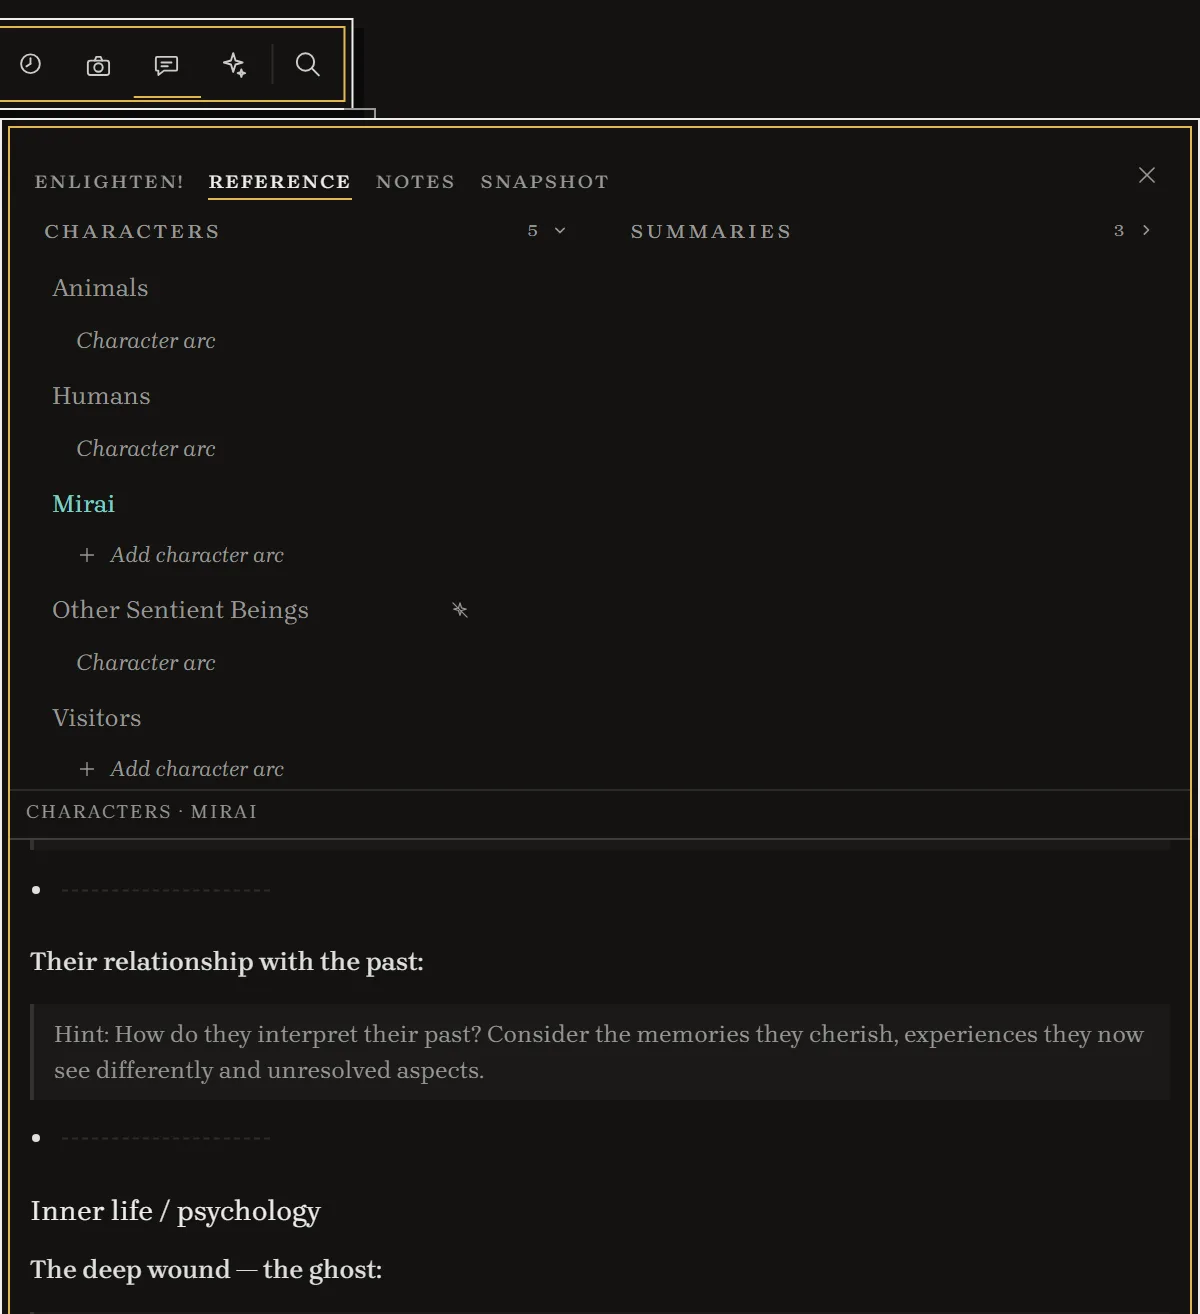 ENLIGHTEN! REFERENCE NOTES SNAPSHOT
CHARACTERS 5
SUMMARIES 3
Animals
Character arc
Humans
Character arc
Mirai
+ Add character arc
Other Sentient Beings
Character arc
Visitors
+ Add character arc
CHARACTERS · MIRAI
Their relationship with the past:
Hint: How do they interpret their past? Consider the memories they cherish, experiences they now
see differently and unresolved aspects.
Inner life / psychology
The deep wound — the ghost: